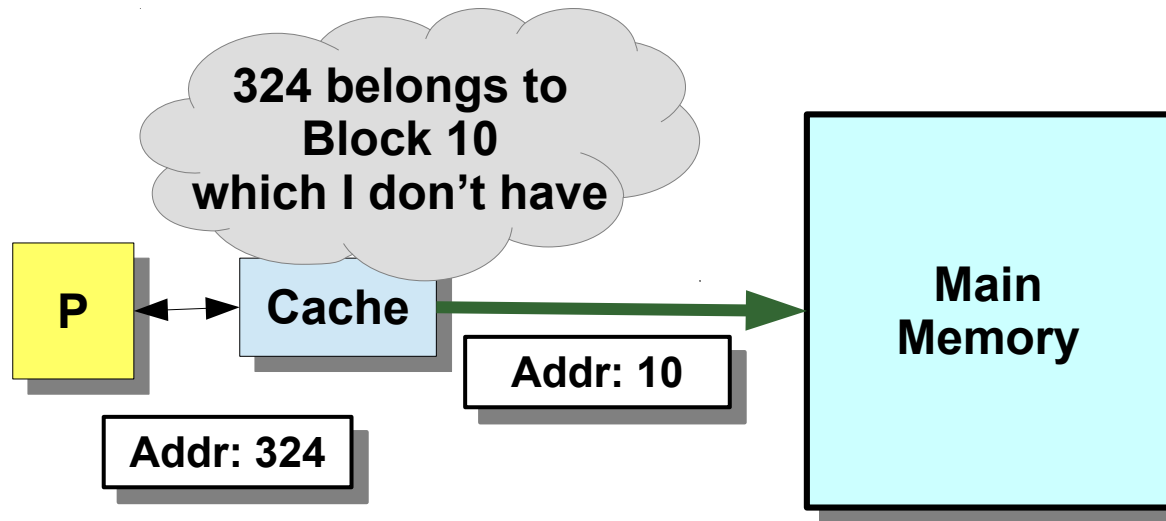 324 belongs to
Block 10
which I don’t have
P
Cache
Main
Memory
Addr: 10
Addr: 324